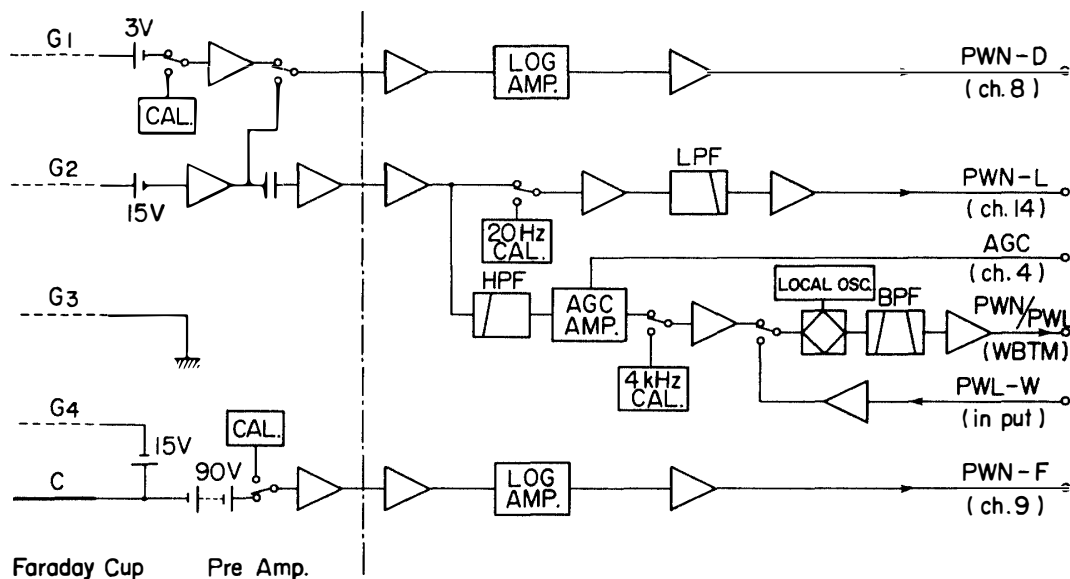 G1
3V
CAL.
LOG
AMP.
PWN-D
(ch.8)
G2
15V
LPF
PWN-L
(ch.14)
20Hz
CAL.
AGC
(ch.4)
HPF
AGC
AMP.
LOCAL OSC.
BPF
PWN/PWL
(WBTM)
G3
4kHz
CAL.
PWL-W
(in put)
G4
15V
CAL.
C
90V
LOG
AMP.
PWN-F
(ch.9)
Faraday Cup
Pre Amp.